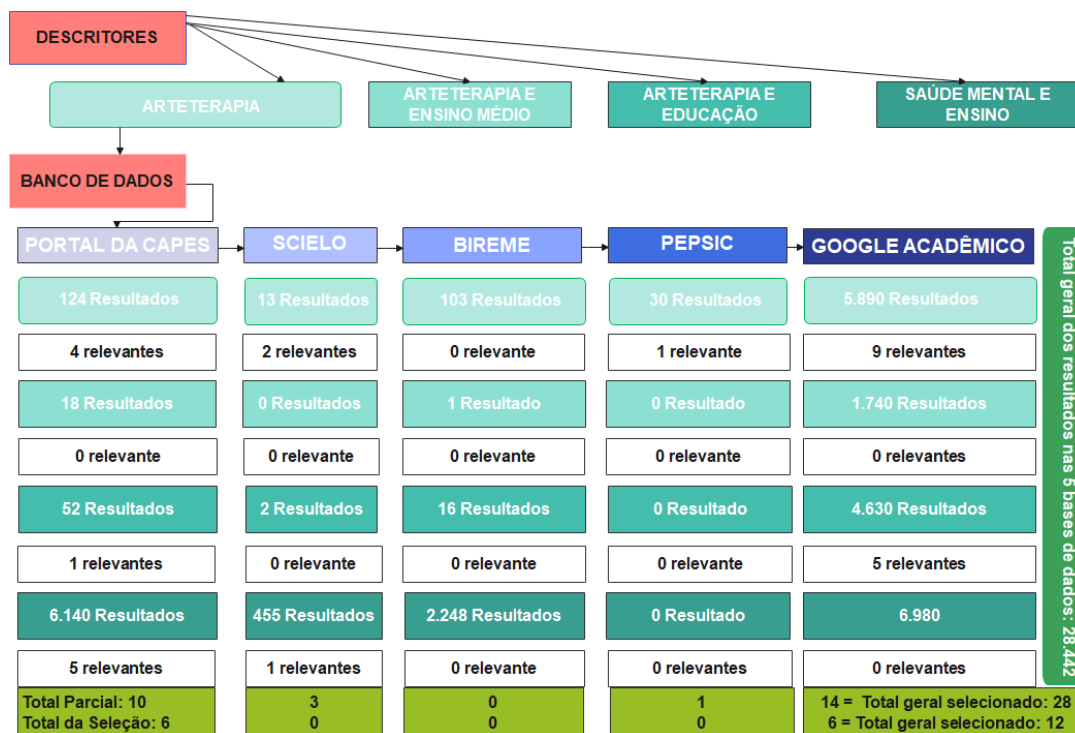 DESCRITORES
ARTETERAPIA
ARTETERAPIA E
ENSINO MÉDIO
ARTETERAPIA E
EDUCAÇÃO
SAÚDE MENTAL E
ENSINO
BANCO DE DADOS
PORTAL DA CAPES
SCIELO
BIREME
PEPSIC
GOOGLE ACADÊMICO
124 Resultados
13 Resultados
103 Resultados
30 Resultados
5.890 Resultados
4 relevantes
2 relevantes
0 relevante
1 relevante
9 relevantes
18 Resultados
0 Resultados
1 Resultado
0 Resultado
1.740 Resultados
0 relevante
0 relevante
0 relevante
0 relevante
0 relevantes
52 Resultados
2 Resultados
16 Resultados
0 Resultado
4.630 Resultados
1 relevantes
0 relevante
0 relevante
0 relevante
5 relevantes
6.140 Resultados
455 Resultados
2.248 Resultados
0 Resultado
6.980
5 relevantes
1 relevantes
0 relevante
0 relevantes
0 relevantes
Total Parcial: 10
Total da Seleção: 6
3
0
0
0
1
0
14 = Total geral selecionado: 28
6 = Total geral selecionado: 12
Total geral dos resultados nas 5 bases de dados: 28.442